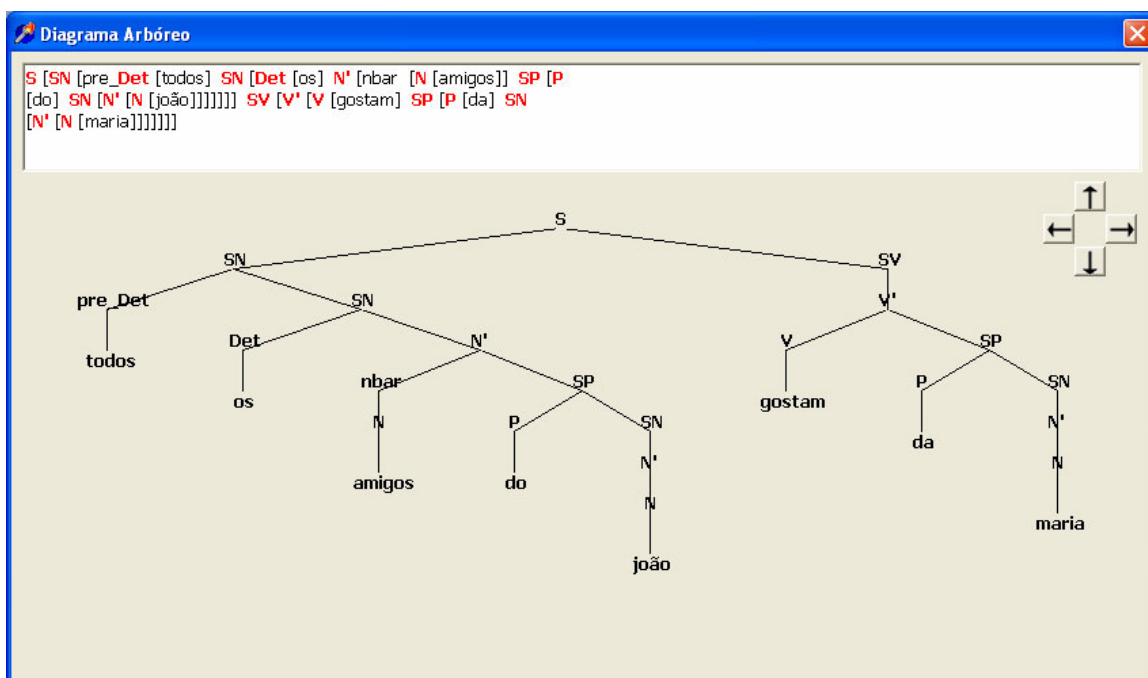 Diagrama Arbóreo
S [SN [pre_Det [todos] SN [Det [os] N' [nbar [N [amigos]] SP [P
[do] SN [N' [N [joão]]]]]]] SV [V' [V [gostam] SP [P [da] SN
[N' [N [maria]]]]]]]
S
SN SV
pre_Det SN V'
todos Det N' V SP
os nbar SP gostam P SN
N P SN da N'
amigos do N' N
N maria
joão